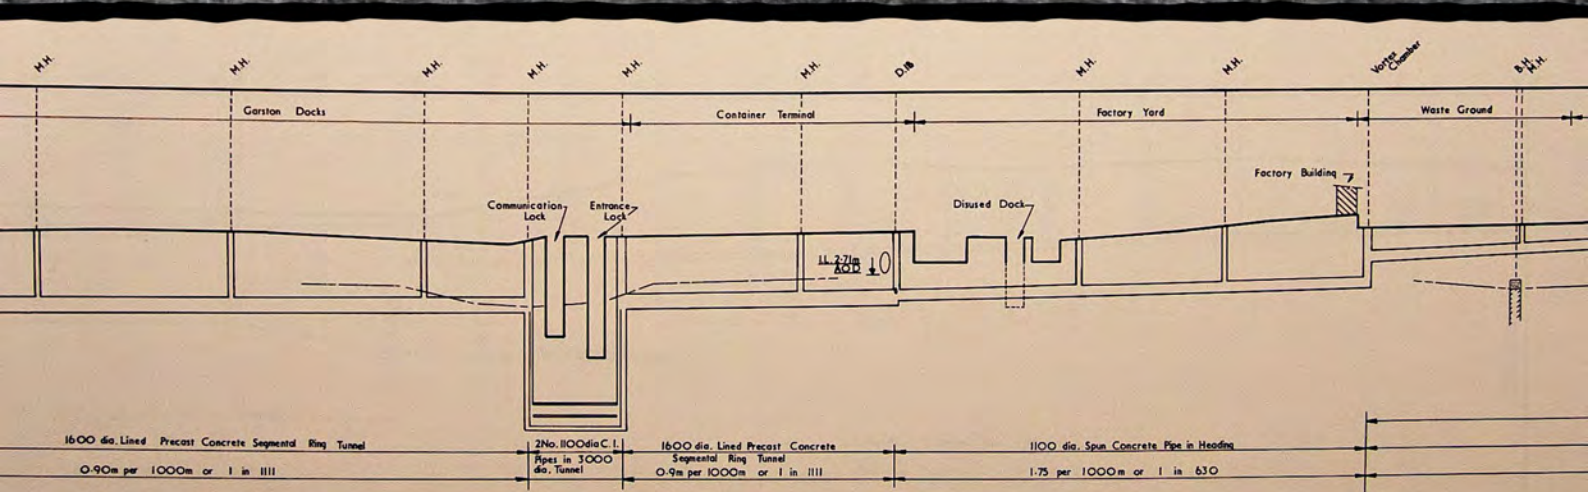 M.H.
M.H.
M.H.
M.H.
M.H.
M.H.
D.18
M.H.
M.H.
Vortex
Chamber
B.H.
M.H.
Garston Docks
Container Terminal
Factory Yard
Waste Ground
Factory Building
Communication
Lock
Entrance
Lock
Disused Dock
I.L. 2·71m
A O D
1600 dia. Lined Precast Concrete Segmental Ring Tunnel
0·90m per 1000m or 1 in 1111
2No. 1100dia C.I.
Pipes in 3000
dia. Tunnel
1600 dia. Lined Precast Concrete
Segmental Ring Tunnel
0·9m per 1000m or 1 in 1111
1100 dia. Spun Concrete Pipe in Heading
1·75 per 1000m or 1 in 630